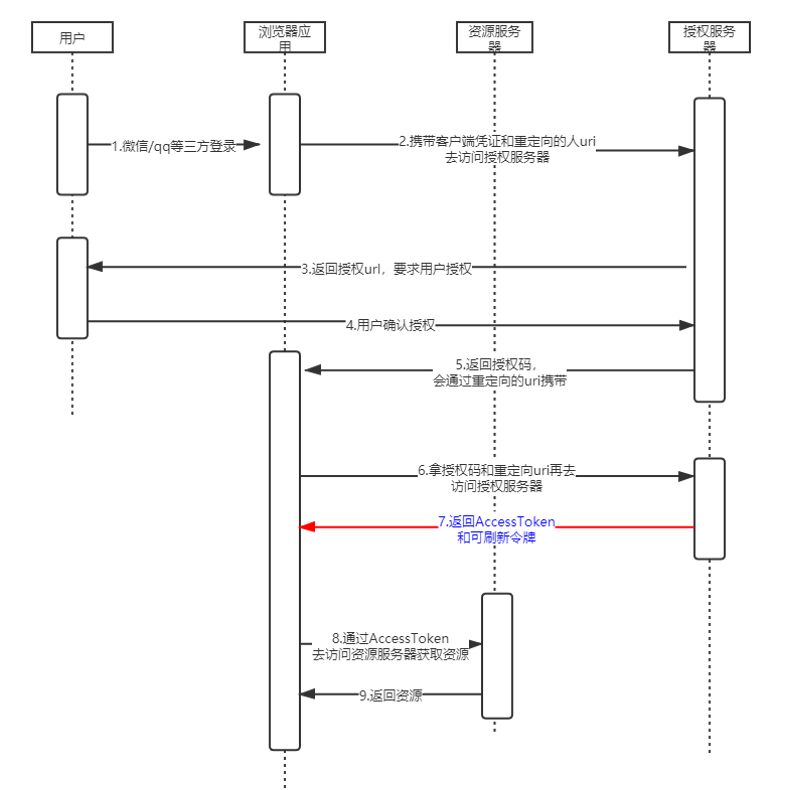 用户
浏览器应
用
资源服务
器
授权服务
器
1.微信/qq等三方登录
2.携带客户端凭证和重定向的人uri
去访问授权服务器
3.返回授权url，要求用户授权
4.用户确认授权
5.返回授权码，
会通过重定向的uri携带
6.拿授权码和重定向uri再去
访问授权服务器
7.返回AccessToken
和可刷新令牌
8.通过AccessToken
去访问资源服务器获取资源
9.返回资源